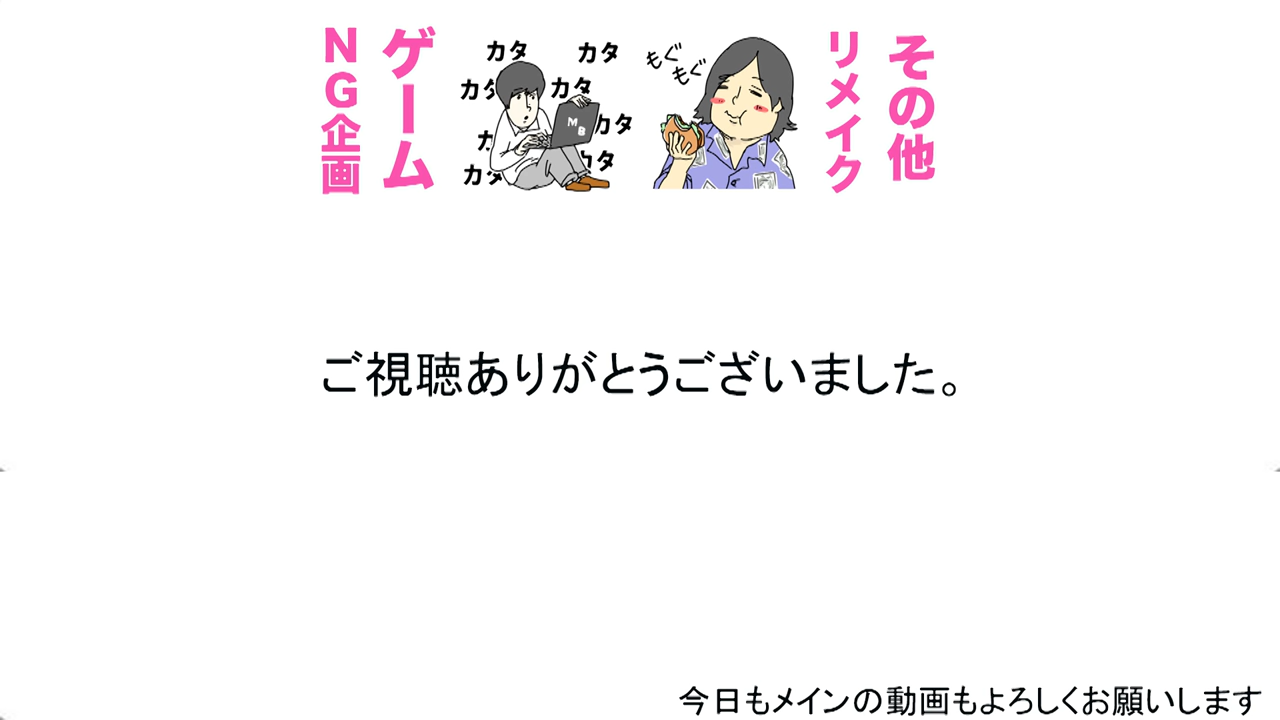 ゲーム
NG企画
カタ
カタ
カタ
カタ
カタ
カタ
MB
もぐ
もぐ
その他
リメイク
ご視聴ありがとうございました。
今日もメインの動画もよろしくお願いします